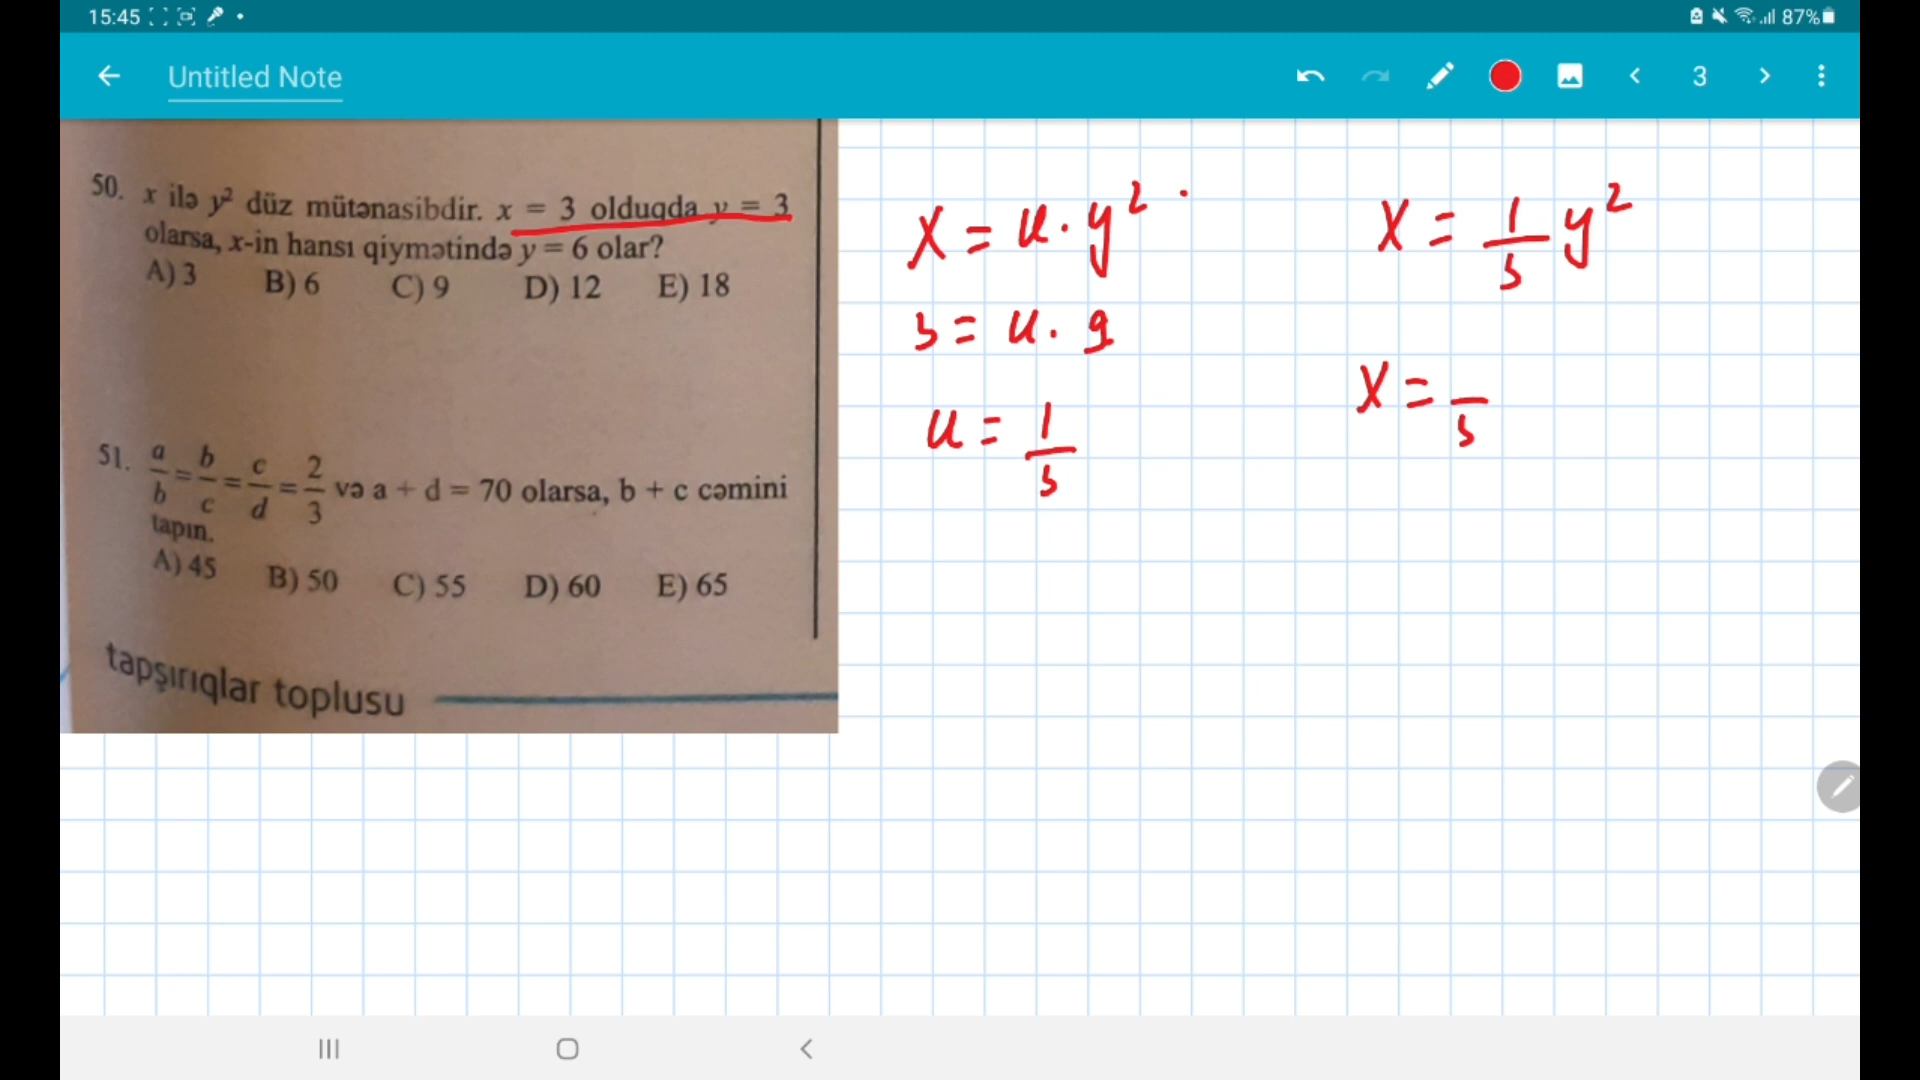 15:45
87%
Untitled Note
3
50. x ilə y² düz mütənasibdir. x = 3 olduqda y = 3
olarsa, x-in hansı qiymətində y = 6 olar?
A) 3 B) 6 C) 9 D) 12 E) 18
51. a/b = b/c = c/d = 2/3 və a + d = 70 olarsa, b + c cəmini
tapın.
A) 45 B) 50 C) 55 D) 60 E) 65
tapşırıqlar toplusu
x = k · y² ·
3 = k · 9
k = 1/3
x = 1/3 y²
x = /3